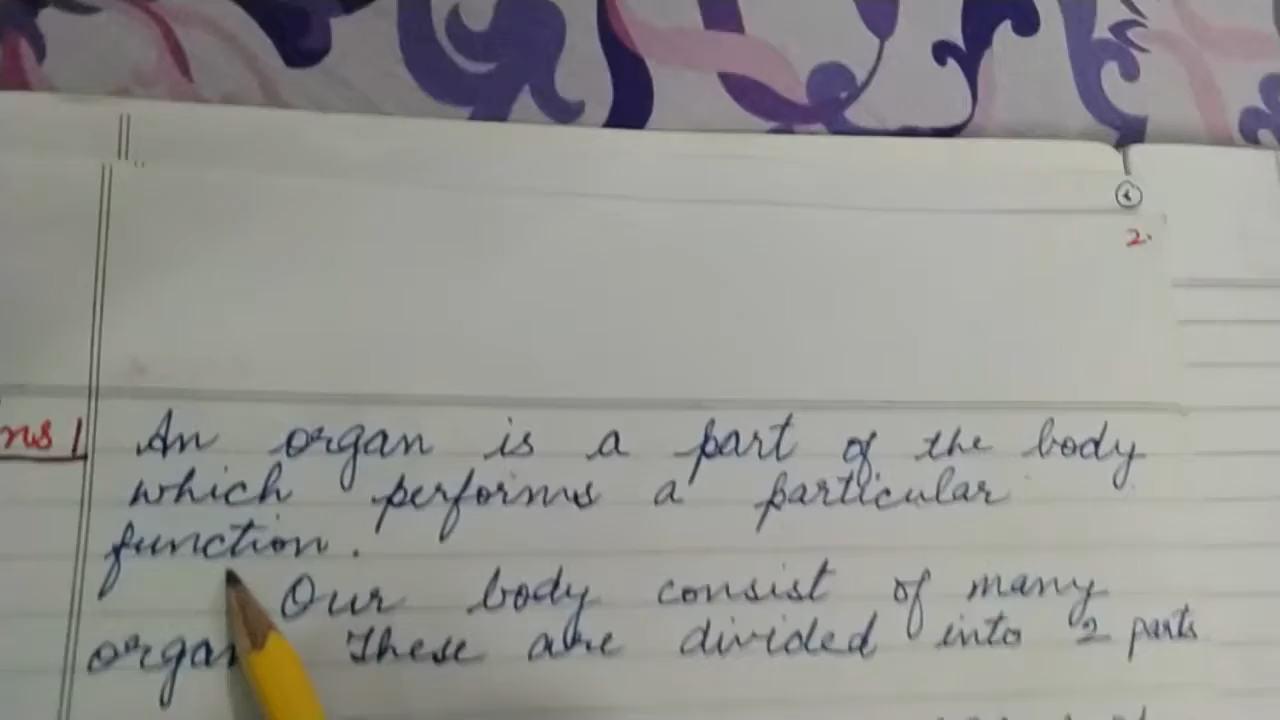 2.
ns 1 An organ is a part of the body
which performs a particular
function.
Our body consist of many
organ These are divided into 2 parts